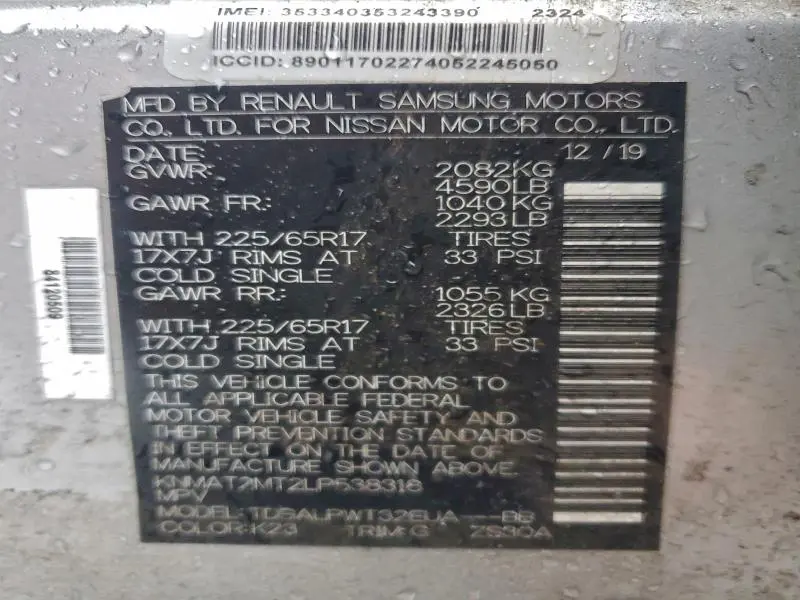 IMEI: 353340353243390 2324
ICCID: 89011702274052245050
MFD BY RENAULT SAMSUNG MOTORS
CO., LTD. FOR NISSAN MOTOR CO., LTD.
DATE: 12 / 19
GVWR: 2082KG
4590LB
GAWR FR: 1040KG
2293LB
WITH 225/65R17 TIRES
17X7J RIMS AT 33 PSI
COLD SINGLE
GAWR RR: 1055KG
2326LB
WITH 225/65R17 TIRES
17X7J RIMS AT 33 PSI
COLD SINGLE
THIS VEHICLE CONFORMS TO
ALL APPLICABLE FEDERAL
MOTOR VEHICLE SAFETY AND
THEFT PREVENTION STANDARDS
IN EFFECT ON THE DATE OF
MANUFACTURE SHOWN ABOVE.
KNMAT2MT2LP538318
MPV
MODEL: BB
COLOR:K23 TRIM:G